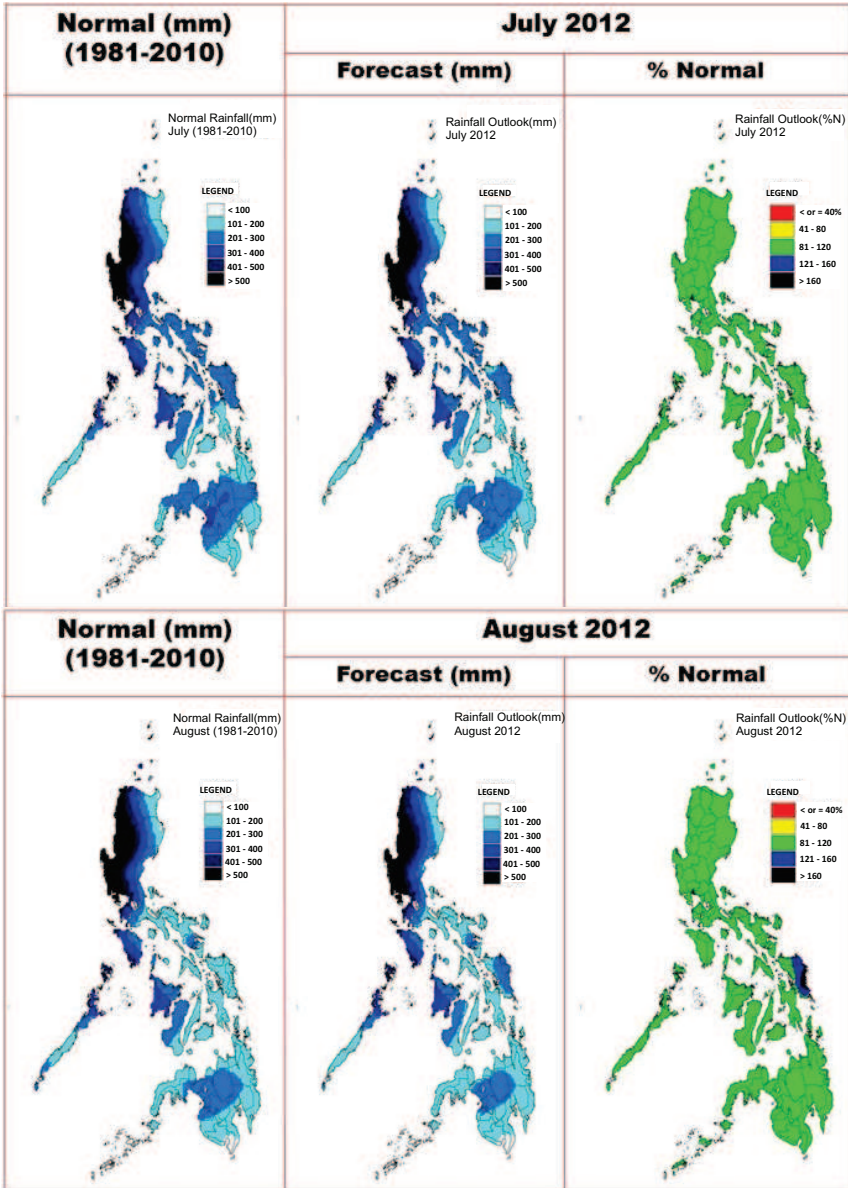 Normal (mm)
(1981-2010)
July 2012
Forecast (mm)
% Normal
Normal Rainfall(mm)
July (1981-2010)
LEGEND
< 100
101 - 200
201 - 300
301 - 400
401 - 500
> 500
Rainfall Outlook(mm)
July 2012
LEGEND
< 100
101 - 200
201 - 300
301 - 400
401 - 500
> 500
Rainfall Outlook(%N)
July 2012
LEGEND
< or = 40%
41 - 80
81 - 120
121 - 160
> 160
Normal (mm)
(1981-2010)
August 2012
Forecast (mm)
% Normal
Normal Rainfall(mm)
August (1981-2010)
LEGEND
< 100
101 - 200
201 - 300
301 - 400
401 - 500
> 500
Rainfall Outlook(mm)
August 2012
LEGEND
< 100
101 - 200
201 - 300
301 - 400
401 - 500
> 500
Rainfall Outlook(%N)
August 2012
LEGEND
< or = 40%
41 - 80
81 - 120
121 - 160
> 160